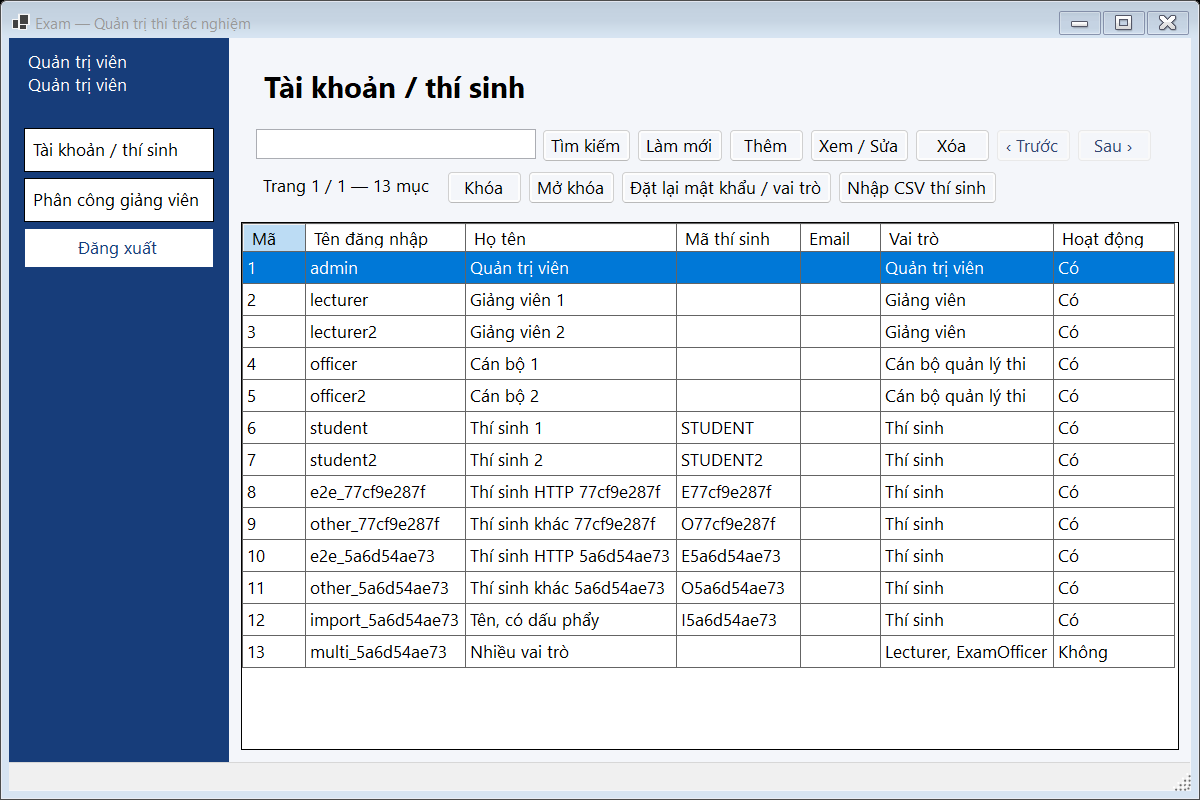 Exam — Quản trị thi trắc nghiệm
Quản trị viên
Quản trị viên
Tài khoản / thí sinh
Phân công giảng viên
Đăng xuất
Tài khoản / thí sinh
Tìm kiếm Làm mới Thêm Xem / Sửa Xóa ‹ Trước Sau ›
Trang 1 / 1 — 13 mục Khóa Mở khóa Đặt lại mật khẩu / vai trò Nhập CSV thí sinh
Mã Tên đăng nhập Họ tên Mã thí sinh Email Vai trò Hoạt động
1 admin Quản trị viên Quản trị viên Có
2 lecturer Giảng viên 1 Giảng viên Có
3 lecturer2 Giảng viên 2 Giảng viên Có
4 officer Cán bộ 1 Cán bộ quản lý thi Có
5 officer2 Cán bộ 2 Cán bộ quản lý thi Có
6 student Thí sinh 1 STUDENT Thí sinh Có
7 student2 Thí sinh 2 STUDENT2 Thí sinh Có
8 e2e_77cf9e287f Thí sinh HTTP 77cf9e287f E77cf9e287f Thí sinh Có
9 other_77cf9e287f Thí sinh khác 77cf9e287f O77cf9e287f Thí sinh Có
10 e2e_5a6d54ae73 Thí sinh HTTP 5a6d54ae73 E5a6d54ae73 Thí sinh Có
11 other_5a6d54ae73 Thí sinh khác 5a6d54ae73 O5a6d54ae73 Thí sinh Có
12 import_5a6d54ae73 Tên, có dấu phẩy I5a6d54ae73 Thí sinh Có
13 multi_5a6d54ae73 Nhiều vai trò Lecturer, ExamOfficer Không